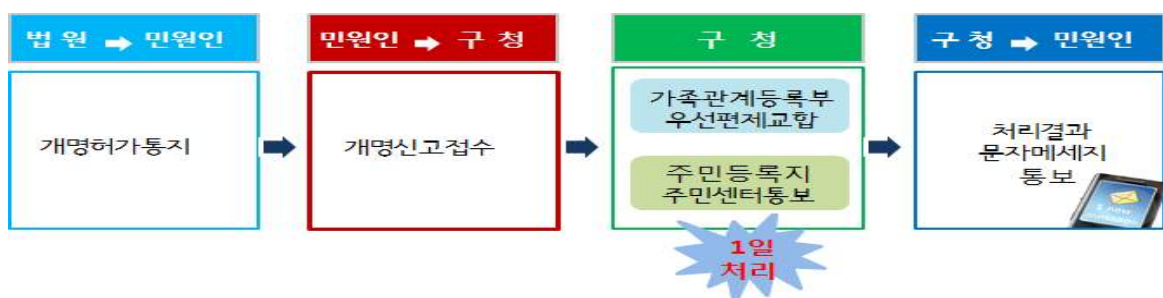 법 원 ➡ 민원인
민원인 ➡ 구 청
구 청
구 청 ➡ 민원인
개명허가통지
개명신고접수
가족관계등록부
우선편제교합
주민등록지
주민센터통보
1일
처리
처리결과
문자메세지
통보